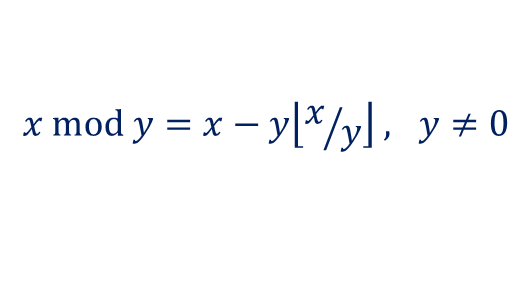 x mod y = x − y⌊x/y⌋, y ≠ 0